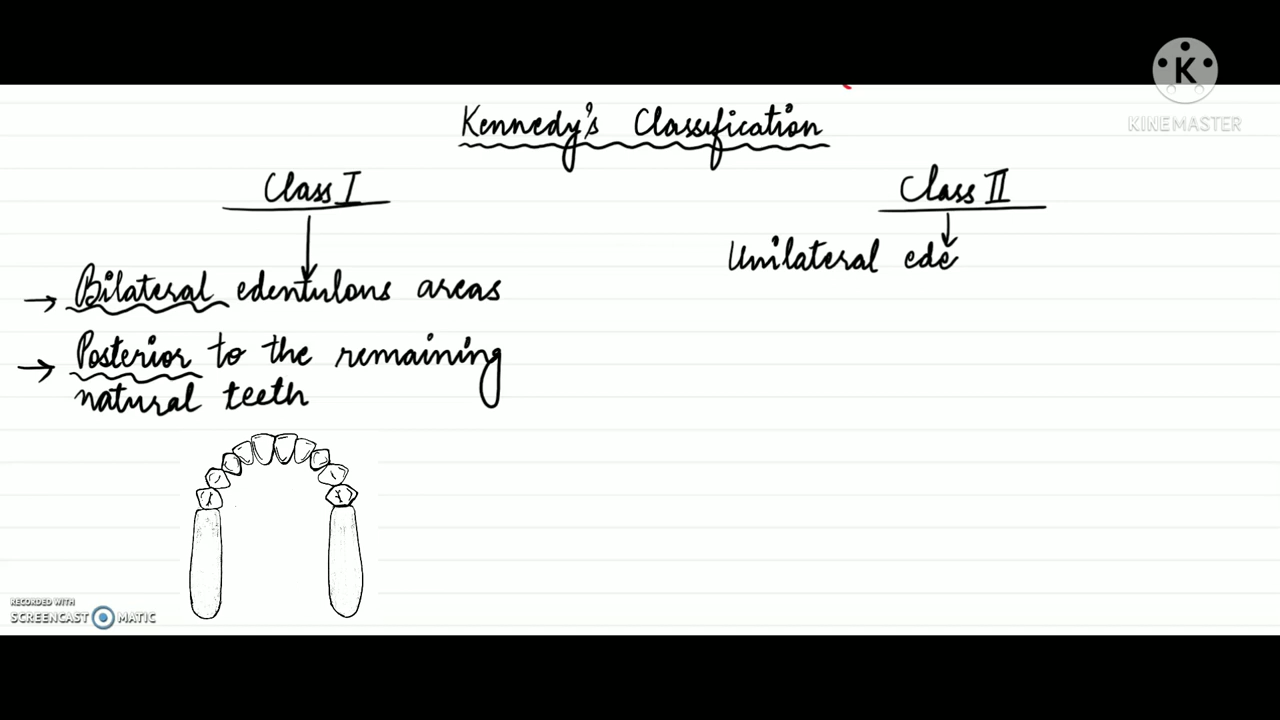 K
KINEMASTER
Kennedy's Classification
Class I
→ Bilateral edentulous areas
→ Posterior to the remaining
natural teeth
Class II
Unilateral ede
RECORDED WITH
SCREENCAST MATIC